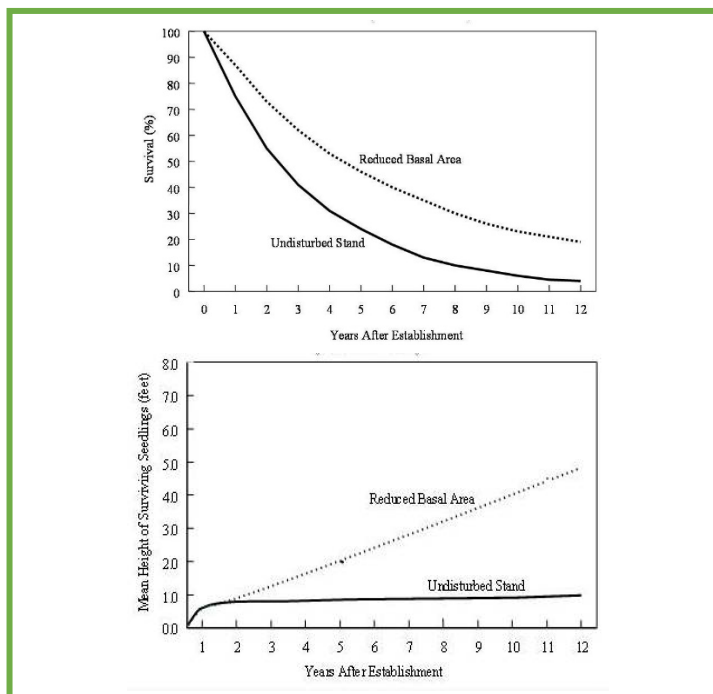 100
90
80
70
60
50
40
30
20
10
0
Survival (%)
Reduced Basal Area
Undisturbed Stand
0 1 2 3 4 5 6 7 8 9 10 11 12
Years After Establishment
8.0
7.0
6.0
5.0
4.0
3.0
2.0
1.0
0.0
Mean Height of Surviving Seedlings (feet)
Reduced Basal Area
Undisturbed Stand
1 2 3 4 5 6 7 8 9 10 11 12
Years After Establishment